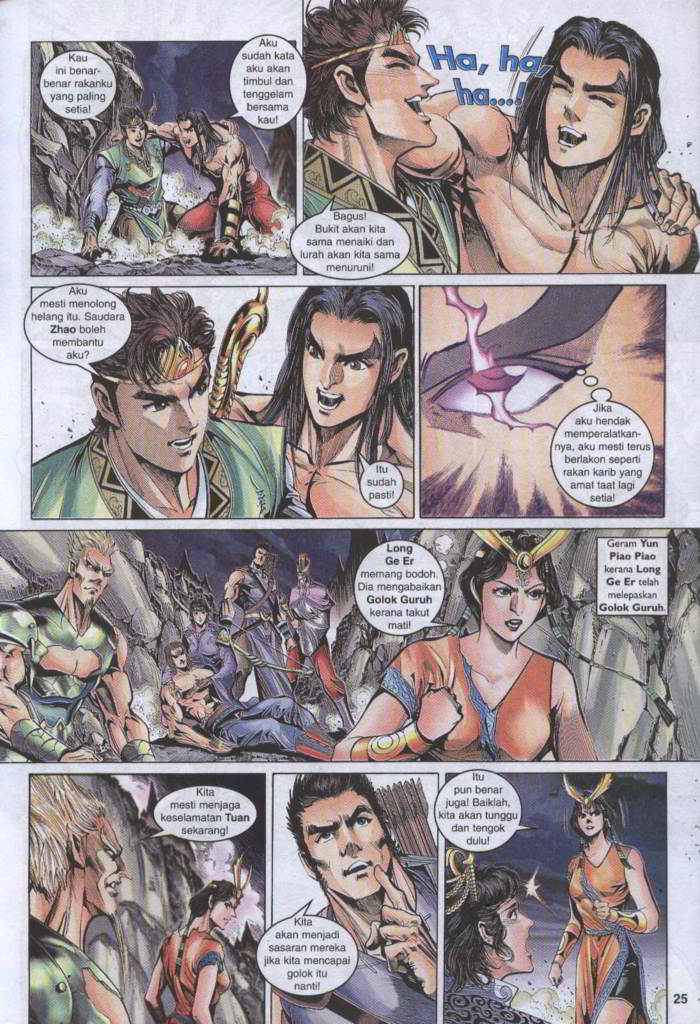 Kau
ini benar-
benar rakanku
yang paling
setia!
Aku
sudah kata
aku akan
timbul dan
tenggelam
bersama
kau!
Ha, ha,
ha...!
Bagus!
Bukit akan kita
sama menaiki dan
lurah akan kita sama
menuruni!
Aku
mesti menolong
helang itu. Saudara
Zhao boleh
membantu
aku?
Itu
sudah
pasti!
Jika
aku hendak
memperalatkan-
nya, aku mesti terus
berlakon seperti
rakan karib yang
amat taat lagi
setia!
Long
Ge Er
memang bodoh.
Dia mengabaikan
Golok Guruh
kerana takut
mati!
Geram Yun
Piao Piao
kerana Long
Ge Er telah
melepaskan
Golok Guruh.
Kita
mesti menjaga
keselamatan Tuan
sekarang!
Kita
akan menjadi
sasaran mereka
jika kita mencapai
golok itu
nanti!
Itu
pun benar
juga! Baiklah,
kita akan tunggu
dan tengok
dulu!
25